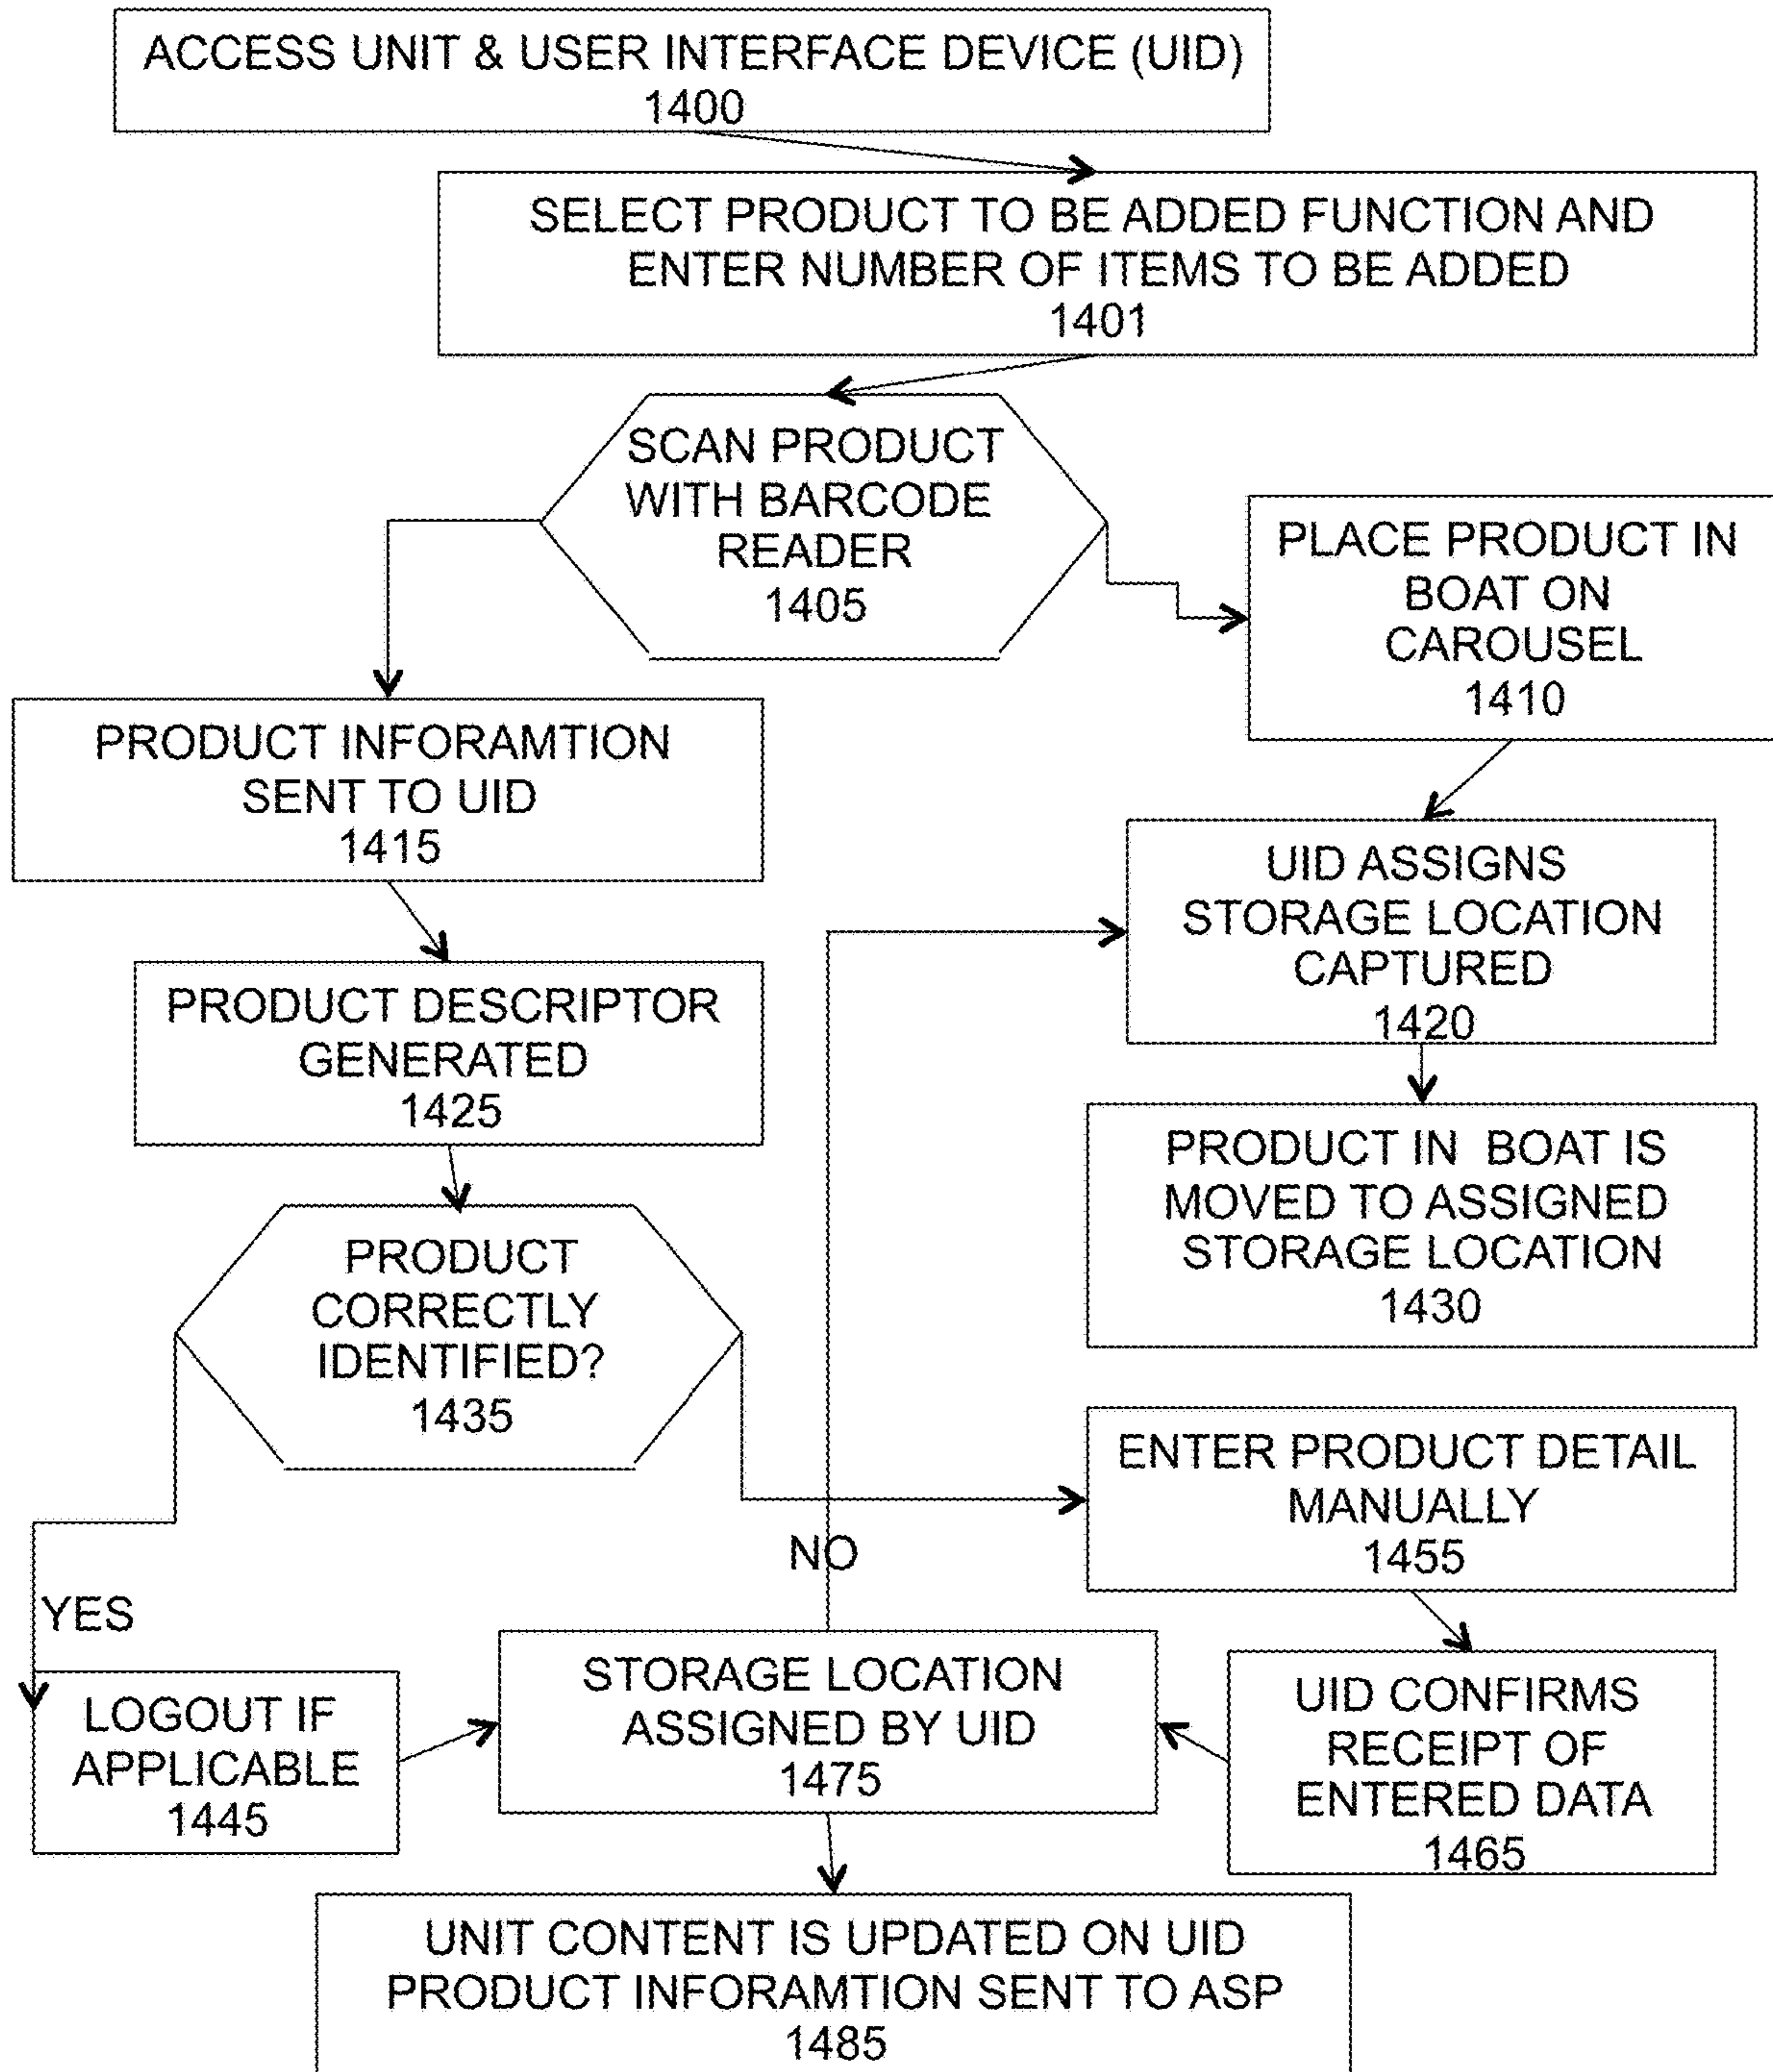 ACCESS UNIT & USER INTERFACE DEVICE (UID)
1400
SELECT PRODUCT TO BE ADDED FUNCTION AND
ENTER NUMBER OF ITEMS TO BE ADDED
1401
SCAN PRODUCT
WITH BARCODE
READER
1405
PLACE PRODUCT IN
BOAT ON
CAROUSEL
1410
PRODUCT INFORAMTION
SENT TO UID
1415
UID ASSIGNS
STORAGE LOCATION
CAPTURED
1420
PRODUCT DESCRIPTOR
GENERATED
1425
PRODUCT IN BOAT IS
MOVED TO ASSIGNED
STORAGE LOCATION
1430
PRODUCT
CORRECTLY
IDENTIFIED?
1435
ENTER PRODUCT DETAIL
MANUALLY
1455
NO
YES
LOGOUT IF
APPLICABLE
1445
STORAGE LOCATION
ASSIGNED BY UID
1475
UID CONFIRMS
RECEIPT OF
ENTERED DATA
1465
UNIT CONTENT IS UPDATED ON UID
PRODUCT INFORAMTION SENT TO ASP
1485